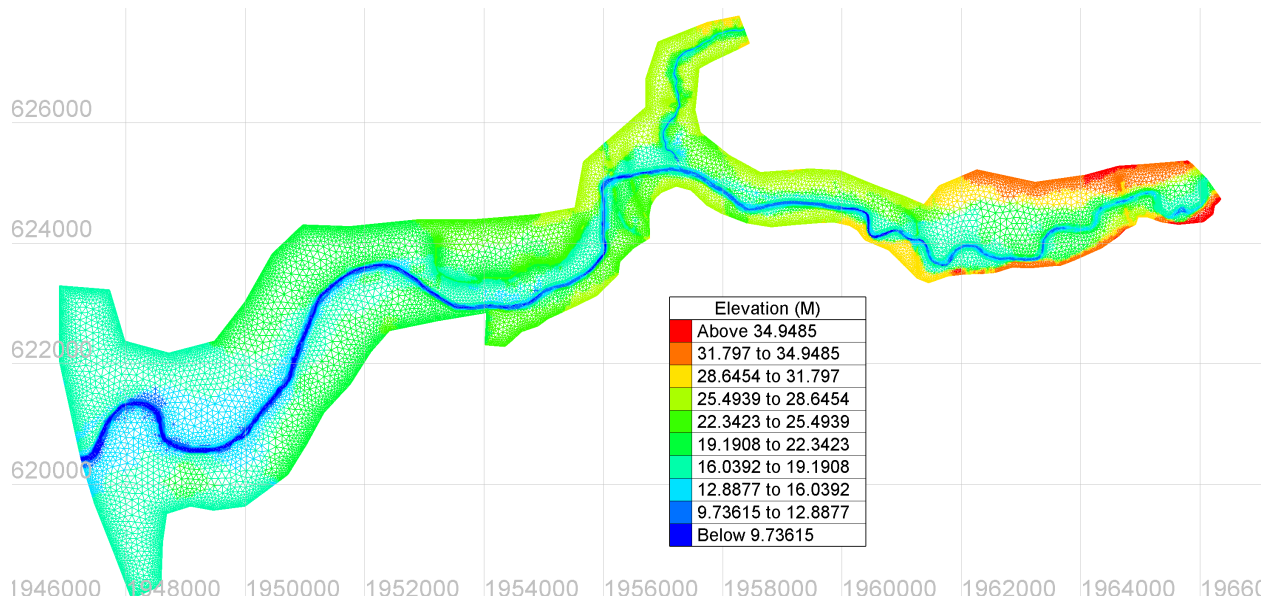 626000
624000
622000
620000
Elevation (M)
Above 34.9485
31.797 to 34.9485
28.6454 to 31.797
25.4939 to 28.6454
22.3423 to 25.4939
19.1908 to 22.3423
16.0392 to 19.1908
12.8877 to 16.0392
9.73615 to 12.8877
Below 9.73615
1946000 1948000 1950000 1952000 1954000 1956000 1958000 1960000 1962000 1964000